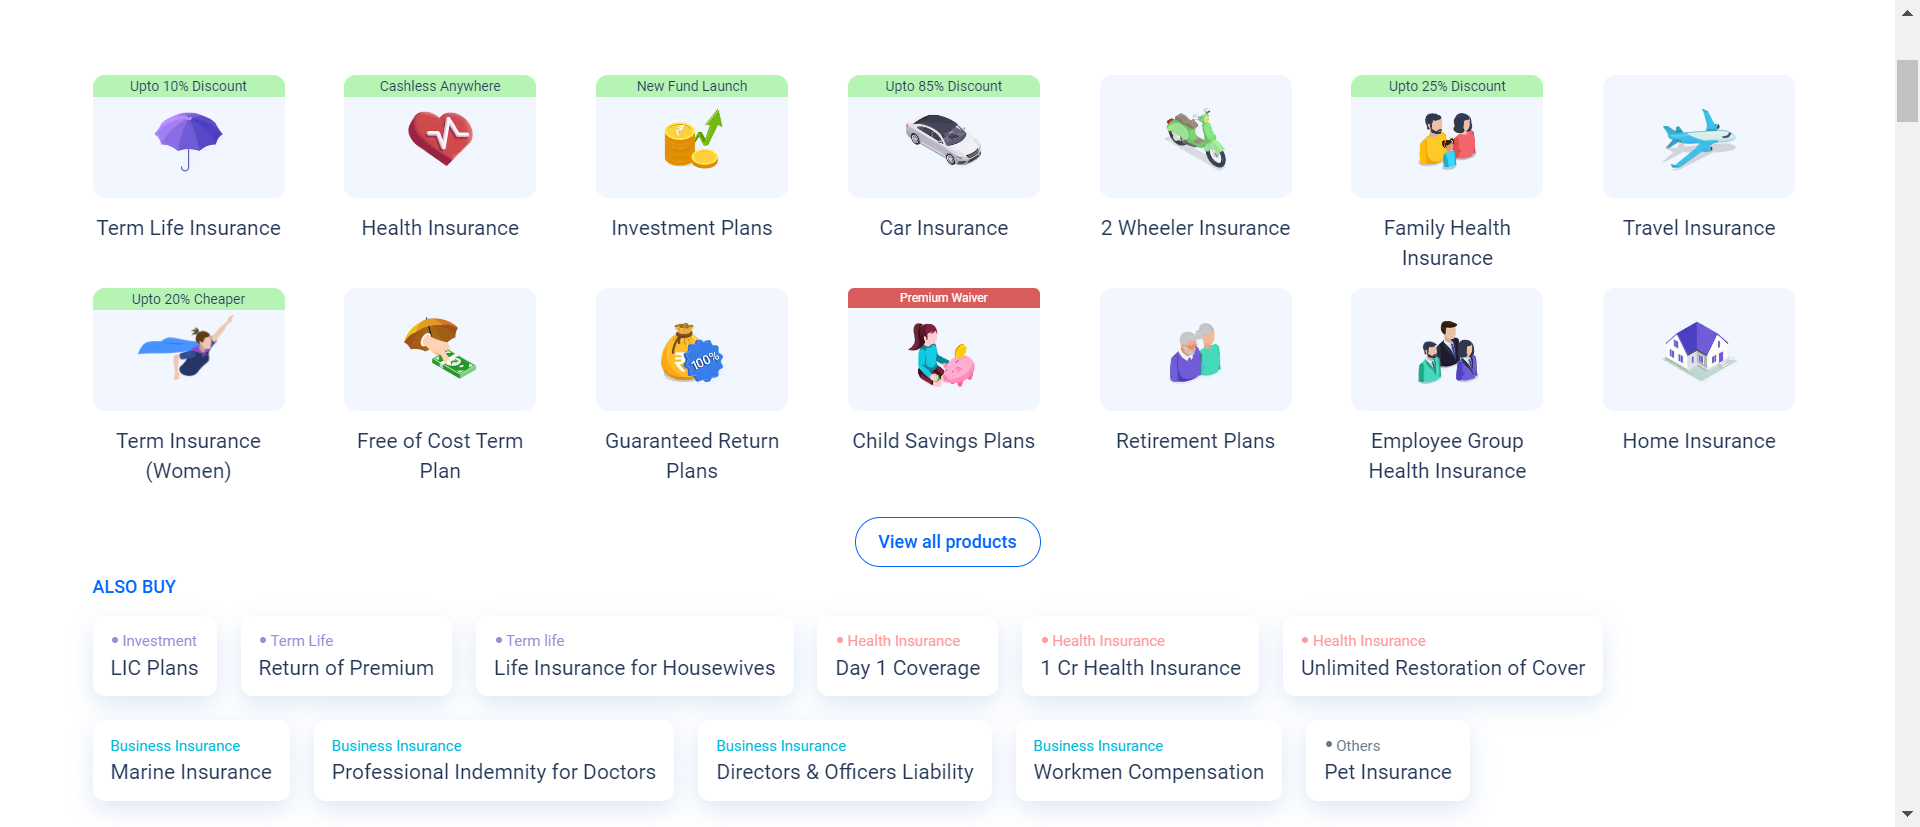 Upto 10% Discount
Cashless Anywhere
New Fund Launch
Upto 85% Discount
Upto 25% Discount
Term Life Insurance
Health Insurance
Investment Plans
Car Insurance
2 Wheeler Insurance
Family Health
Insurance
Travel Insurance
Upto 20% Cheaper
100%
Premium Waiver
Term Insurance
(Women)
Free of Cost Term
Plan
Guaranteed Return
Plans
Child Savings Plans
Retirement Plans
Employee Group
Health Insurance
Home Insurance
View all products
ALSO BUY
• Investment
LIC Plans
• Term Life
Return of Premium
• Term life
Life Insurance for Housewives
• Health Insurance
Day 1 Coverage
• Health Insurance
1 Cr Health Insurance
• Health Insurance
Unlimited Restoration of Cover
Business Insurance
Marine Insurance
Business Insurance
Professional Indemnity for Doctors
Business Insurance
Directors & Officers Liability
Business Insurance
Workmen Compensation
• Others
Pet Insurance